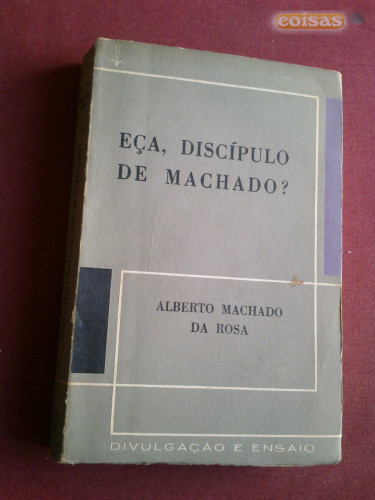 coisas
EÇA, DISCÍPULO
DE MACHADO?
ALBERTO MACHADO
DA ROSA
DIVULGAÇÃO E ENSAIO